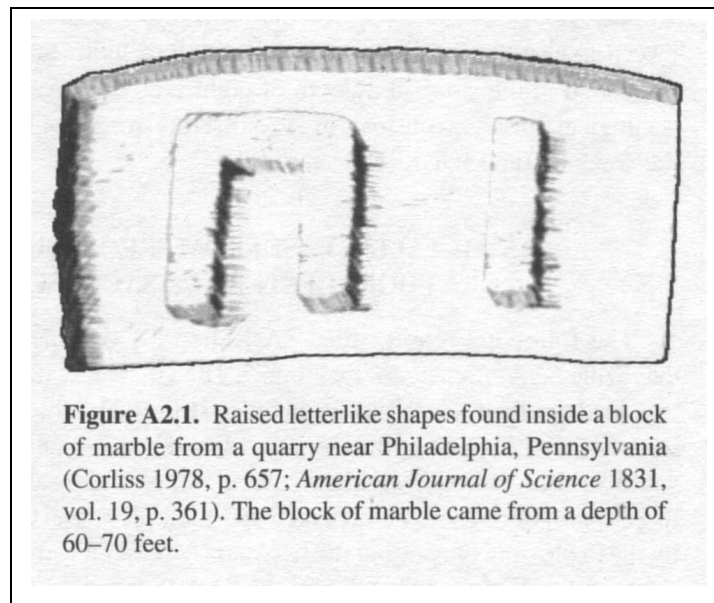 Figure A2.1. Raised letterlike shapes found inside a block
of marble from a quarry near Philadelphia, Pennsylvania
(Corliss 1978, p. 657; American Journal of Science 1831,
vol. 19, p. 361). The block of marble came from a depth of
60–70 feet.